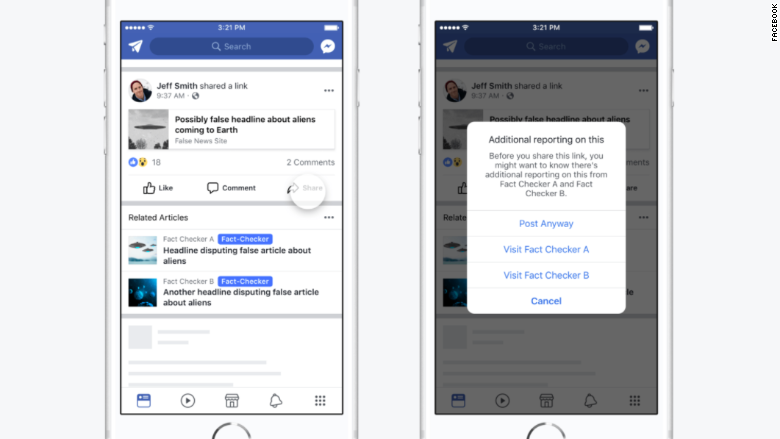 3:21 PM
Search
Jeff Smith shared a link
9:37 AM ·
Possibly false headline about aliens
coming to Earth
False News Site
18
2 Comments
Like
Comment
Share
Related Articles
Fact Checker A Fact-Checker
Headline disputing false article about
aliens
Fact Checker B Fact-Checker
Another headline disputing false article
about aliens
3:21 PM
Search
Jeff Smith shared a link
9:37 AM ·
Possibly false headline about aliens
Additional reporting on this
Before you share this link, you
might want to know there's
additional reporting on this from
Fact Checker A and Fact
Checker B.
Post Anyway
Visit Fact Checker A
Visit Fact Checker B
Cancel
FACEBOOK